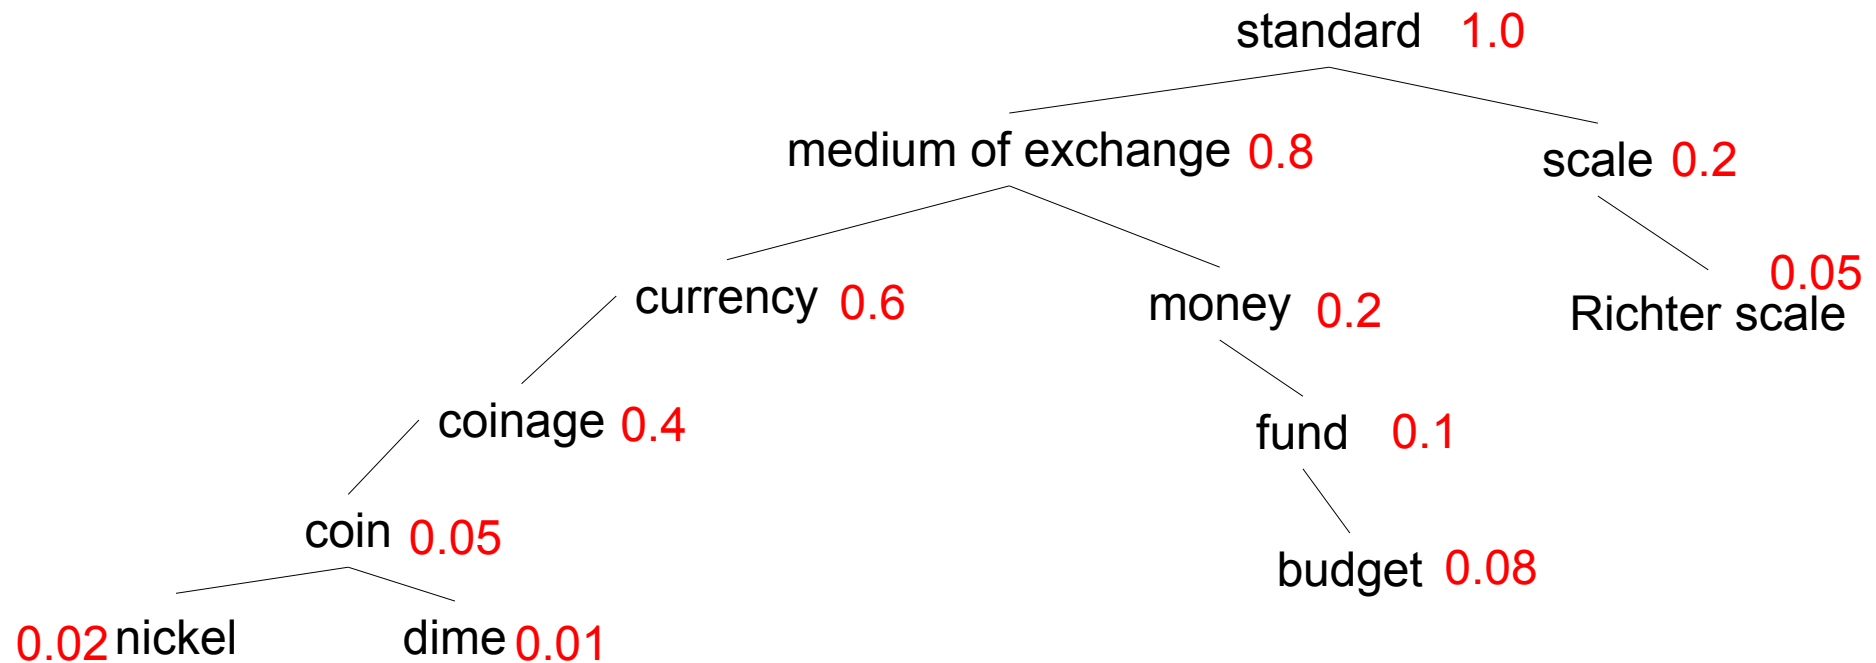 standard 1.0
medium of exchange 0.8
scale 0.2
currency 0.6
money 0.2
0.05
Richter scale
coinage 0.4
fund 0.1
coin 0.05
budget 0.08
0.02 nickel
dime 0.01